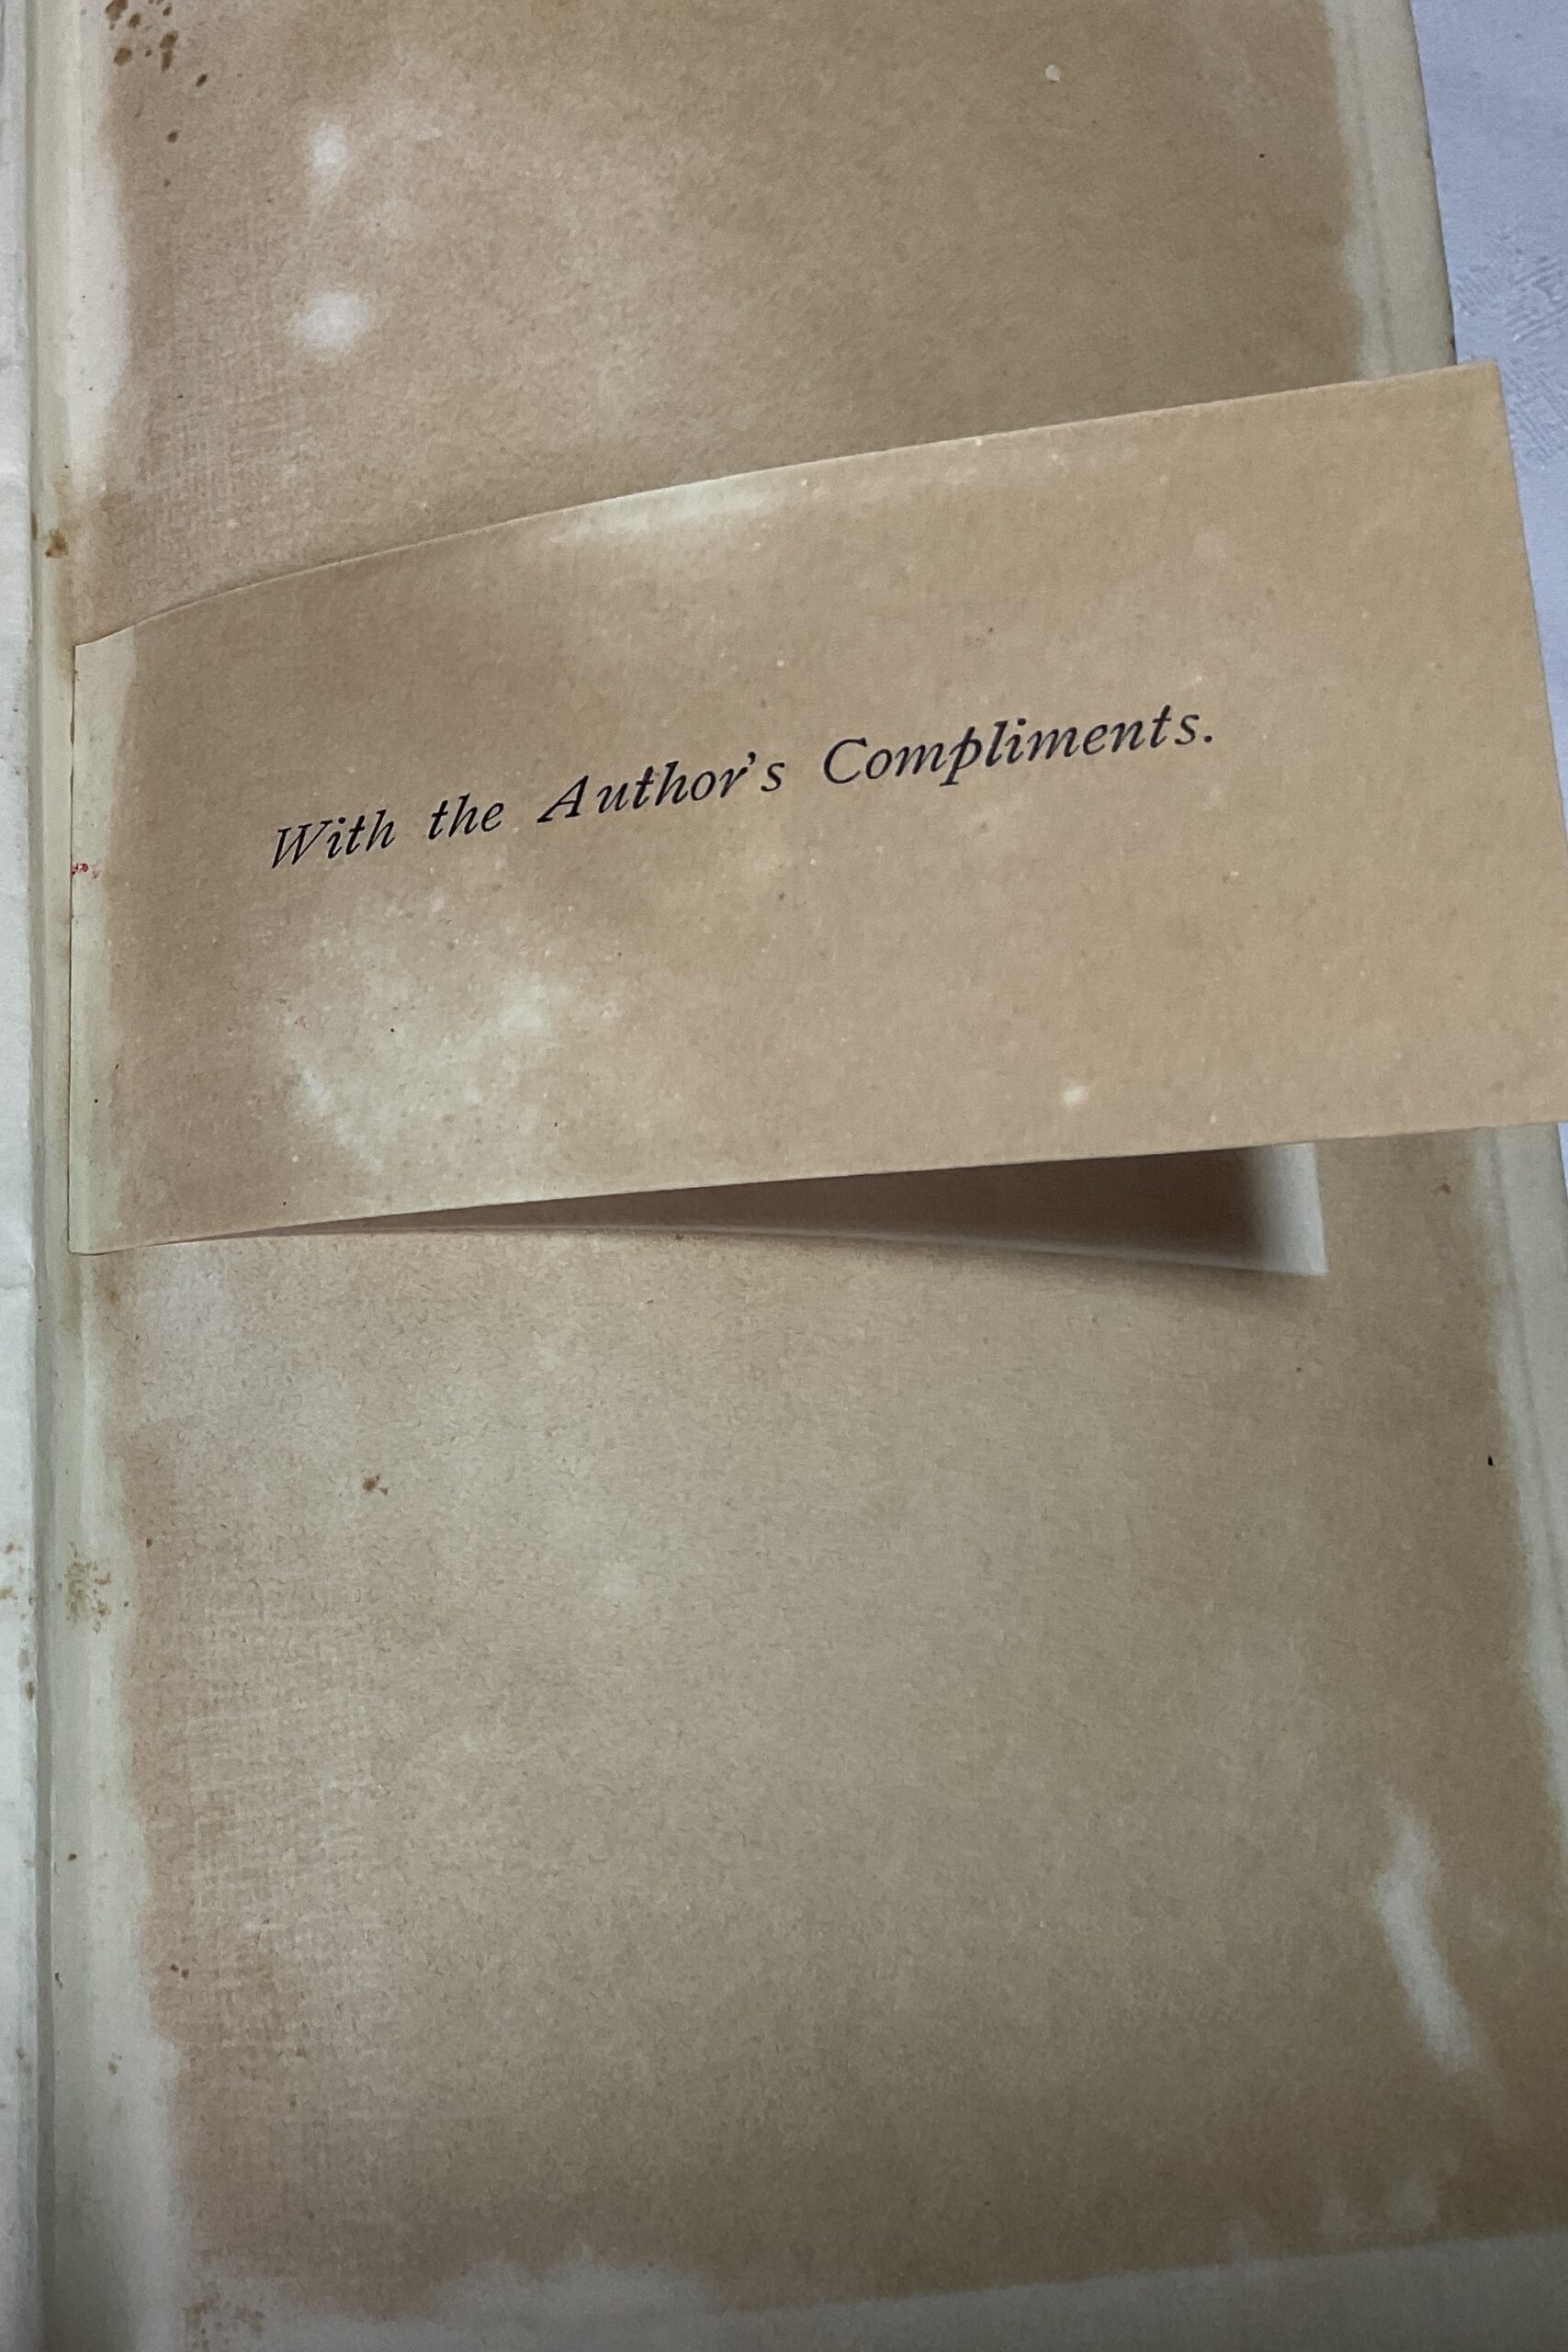 With the Author's Compliments.